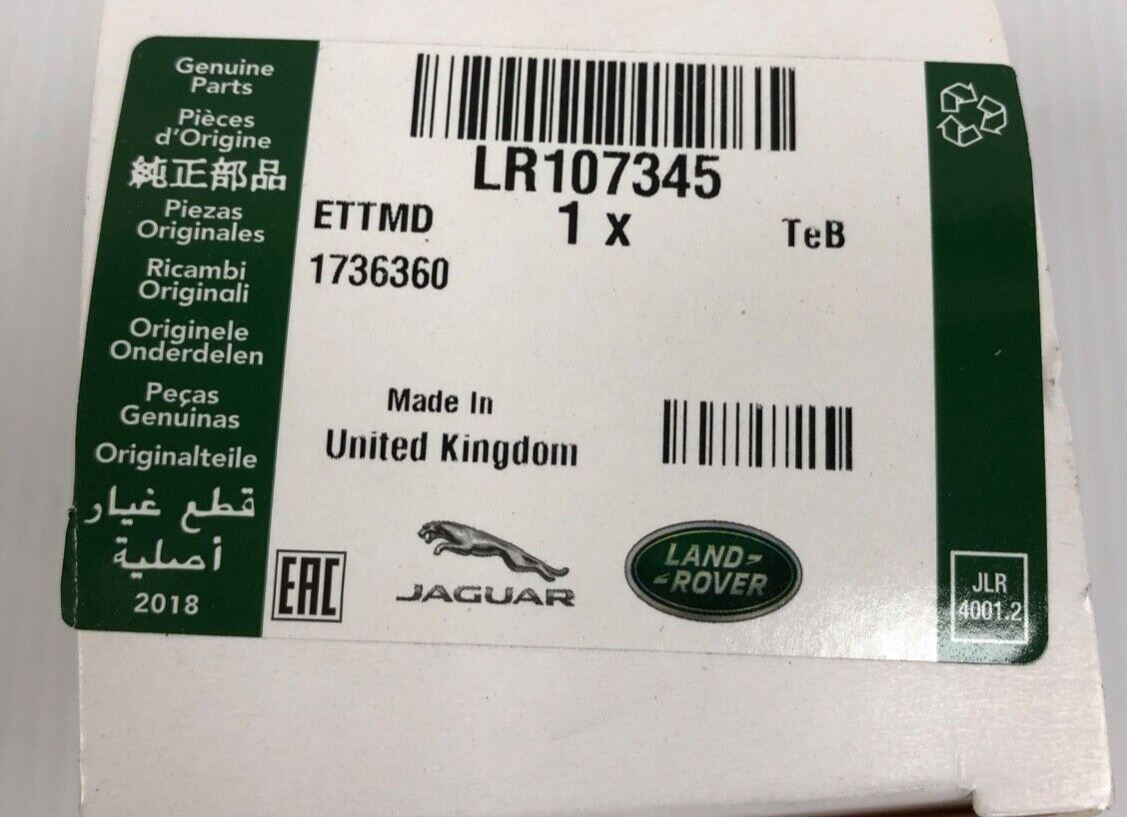 Genuine
Parts
Pièces
d'Origine
純正部品
Piezas
Originales
Ricambi
Originali
Originele
Onderdelen
Peças
Genuinas
Originalteile
قطع غيار
أصلية
2018
LR107345
ETTMD
1 x
TeB
1736360
Made In
United Kingdom
EAC
JAGUAR
LAND-
-ROVER
JLR
4001.2